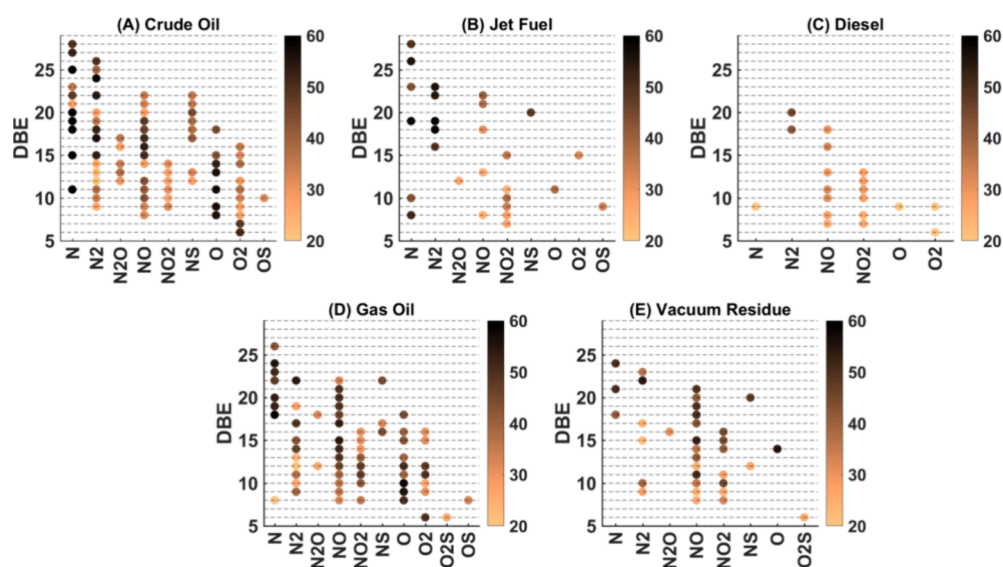 (A) Crude Oil
60
50
40
30
20
DBE
25
20
15
10
5
N
N2
N2O
NO
NO2
NS
O
O2
OS
(B) Jet Fuel
60
50
40
30
20
DBE
25
20
15
10
5
N
N2
N2O
NO
NO2
NS
O
O2
OS
(C) Diesel
60
50
40
30
20
DBE
25
20
15
10
5
N
N2
NO
NO2
O
O2
(D) Gas Oil
60
50
40
30
20
DBE
25
20
15
10
5
N
N2
N2O
NO
NO2
NS
O
O2
O2S
OS
(E) Vacuum Residue
60
50
40
30
20
DBE
25
20
15
10
5
N
N2
N2O
NO
NO2
NS
O
O2S